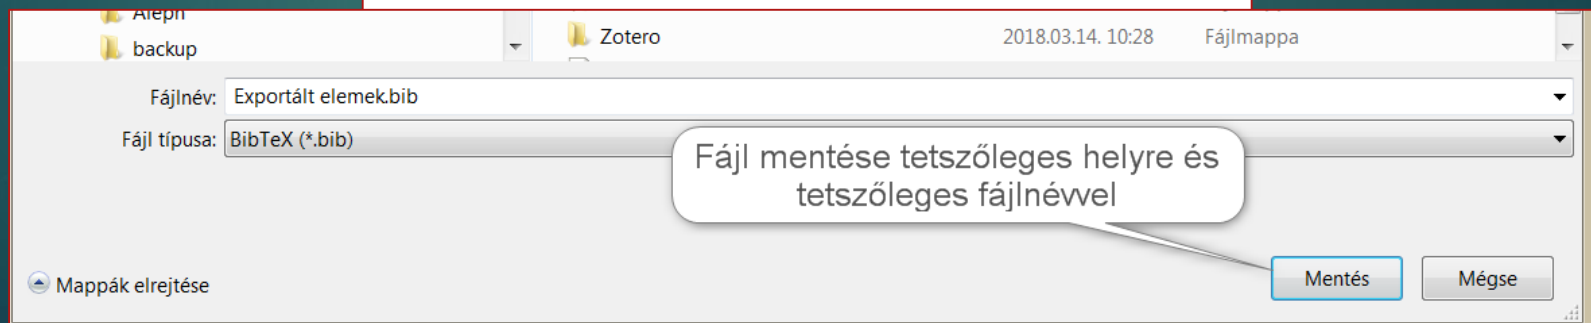 Aleph
backup
Zotero 2018.03.14. 10:28 Fájlmappa
Fájlnév: Exportált elemek.bib
Fájl típusa: BibTeX (*.bib)
Fájl mentése tetszőleges helyre és
tetszőleges fájlnévvel
Mappák elrejtése
Mentés Mégse